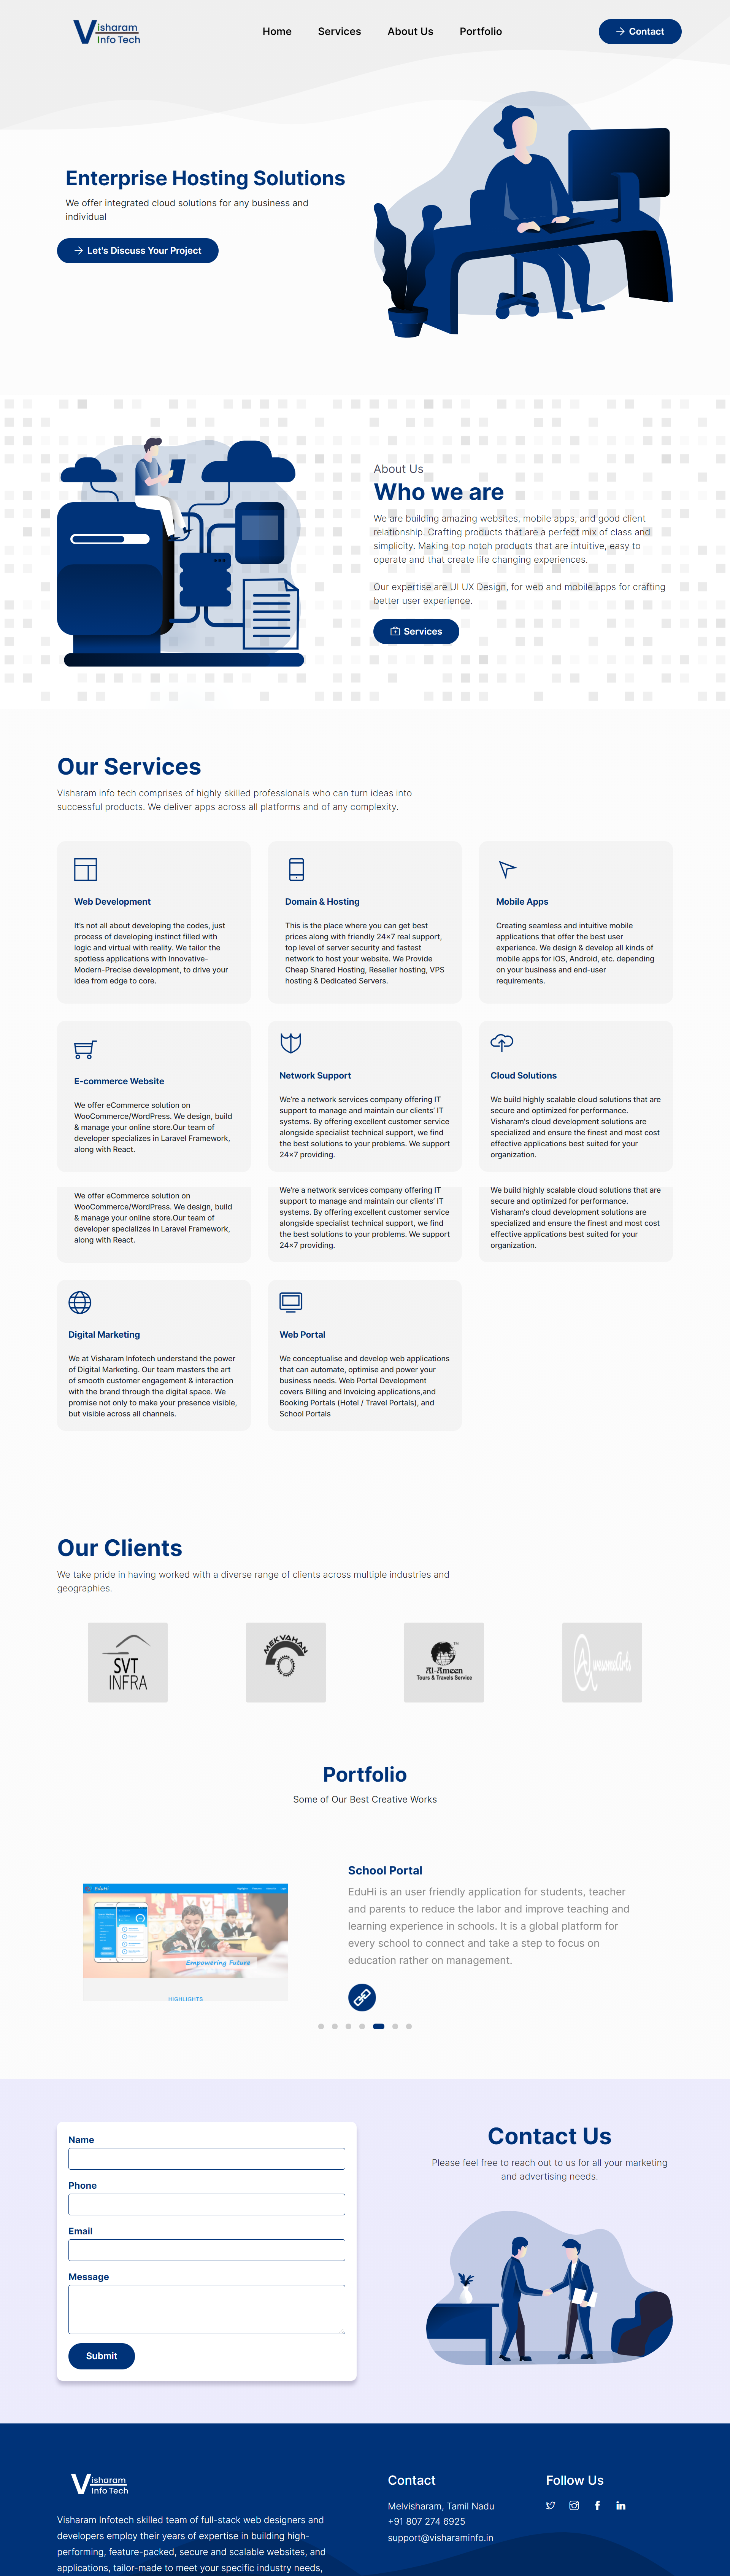 Visharam
Info Tech
Home
Services
About Us
Portfolio
Contact
Enterprise Hosting Solutions
We offer integrated cloud solutions for any business and
individual
Let's Discuss Your Project
About Us
Who we are
We are building amazing websites, mobile apps, and good client
relationship. Crafting products that are a perfect mix of class and
simplicity. Making top notch products that are intuitive, easy to
operate and that create life changing experiences.
Our expertise are UI UX Design, for web and mobile apps for crafting
better user experience.
Services
Our Services
Visharam info tech comprises of highly skilled professionals who can turn ideas into
successful products. We deliver apps across all platforms and of any complexity.
Web Development
It's not all about developing the codes, just
process of developing instinct filled with
logic and virtual with reality. We tailor the
spotless applications with Innovative-
Modern-Precise development, to drive your
idea from edge to core.
Domain & Hosting
This is the place where you can get best
prices along with friendly 24×7 real support,
top level of server security and fastest
network to host your website. We Provide
Cheap Shared Hosting, Reseller hosting, VPS
hosting & Dedicated Servers.
Mobile Apps
Creating seamless and intuitive mobile
applications that offer the best user
experience. We design & develop all kinds of
mobile apps for iOS, Android, etc. depending
on your business and end-user
requirements.
E-commerce Website
We offer eCommerce solution on
WooCommerce/WordPress. We design, build
& manage your online store.Our team of
developer specializes in Laravel Framework,
along with React.
Network Support
We're a network services company offering IT
support to manage and maintain our clients' IT
systems. By offering excellent customer service
alongside specialist technical support, we find
the best solutions to your problems. We support
24×7 providing.
Cloud Solutions
We build highly scalable cloud solutions that are
secure and optimized for performance.
Visharam's cloud development solutions are
specialized and ensure the finest and most cost
effective applications best suited for your
organization.
We offer eCommerce solution on
WooCommerce/WordPress. We design, build
& manage your online store.Our team of
developer specializes in Laravel Framework,
along with React.
We're a network services company offering IT
support to manage and maintain our clients' IT
systems. By offering excellent customer service
alongside specialist technical support, we find
the best solutions to your problems. We support
24×7 providing.
We build highly scalable cloud solutions that are
secure and optimized for performance.
Visharam's cloud development solutions are
specialized and ensure the finest and most cost
effective applications best suited for your
organization.
Digital Marketing
We at Visharam Infotech understand the power
of Digital Marketing. Our team masters the art
of smooth customer engagement & interaction
with the brand through the digital space. We
promise not only to make your presence visible,
but visible across all channels.
Web Portal
We conceptualise and develop web applications
that can automate, optimise and power your
business needs. Web Portal Development
covers Billing and Invoicing applications,and
Booking Portals (Hotel / Travel Portals), and
School Portals
Our Clients
We take pride in having worked with a diverse range of clients across multiple industries and
geographies.
SVT
INFRA
MEKVAHAN
TM
Al-Ameen
Tours & Travels Service
Portfolio
Some of Our Best Creative Works
EduHi
Empowering Future
HIGHLIGHTS
School Portal
EduHi is an user friendly application for students, teacher
and parents to reduce the labor and improve teaching and
learning experience in schools. It is a global platform for
every school to connect and take a step to focus on
education rather on management.
Name
Phone
Email
Message
Submit
Contact Us
Please feel free to reach out to us for all your marketing
and advertising needs.
Visharam
Info Tech
Visharam Infotech skilled team of full-stack web designers and
developers employ their years of expertise in building high-
performing, feature-packed, secure and scalable websites, and
applications, tailor-made to meet your specific industry needs,
Contact
Melvisharam, Tamil Nadu
+91 807 274 6925
support@visharaminfo.in
Follow Us